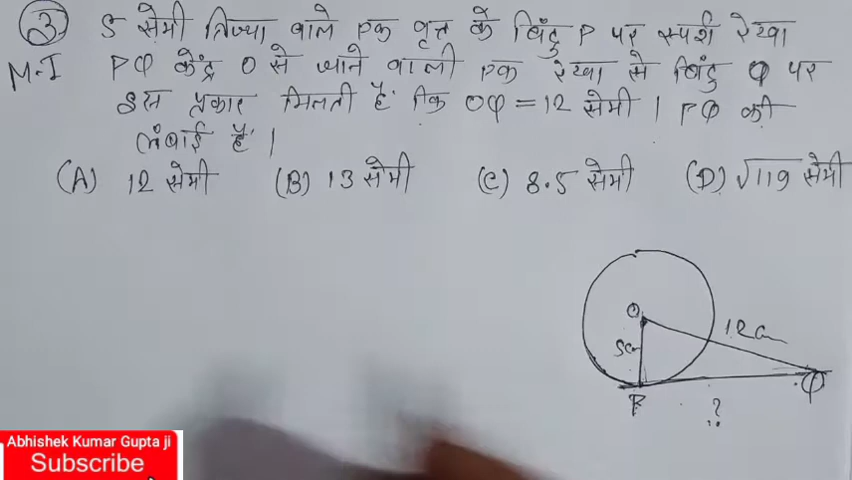 ③ 5 सेमी त्रिज्या वाले एक वृत्त के बिंदु P पर स्पर्श रेखा
M-I PQ केंद्र O से जाने वाली एक रेखा से बिंदु Q पर
इस प्रकार मिलती है कि OQ = 12 सेमी । PQ की
लंबाई है ।
(A) 12 सेमी (B) 13 सेमी (C) 8.5 सेमी (D) √119 सेमी
O
12cm
5cm
P
Q
?
Abhishek Kumar Gupta ji
Subscribe